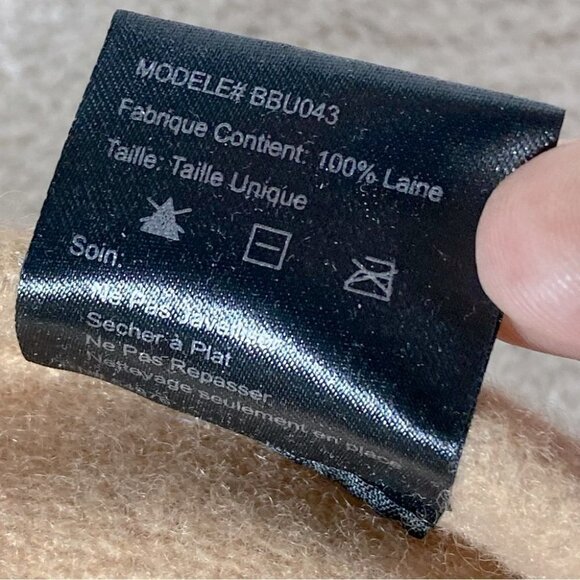 MODELE# BBU043
Fabrique Contient: 100% Laine
Taille: Taille Unique
Soin.
Ne Pas Javelliser
Secher à Plat
Ne Pas Repasser
Nettoyage seulement en place